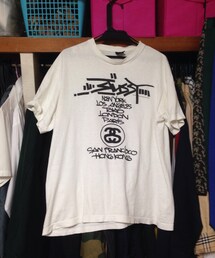 Stüssy
NEW YORK
LOS ANGELES
TOKYO
LONDON
PARIS
SAN FRANCISCO
HONG KONG